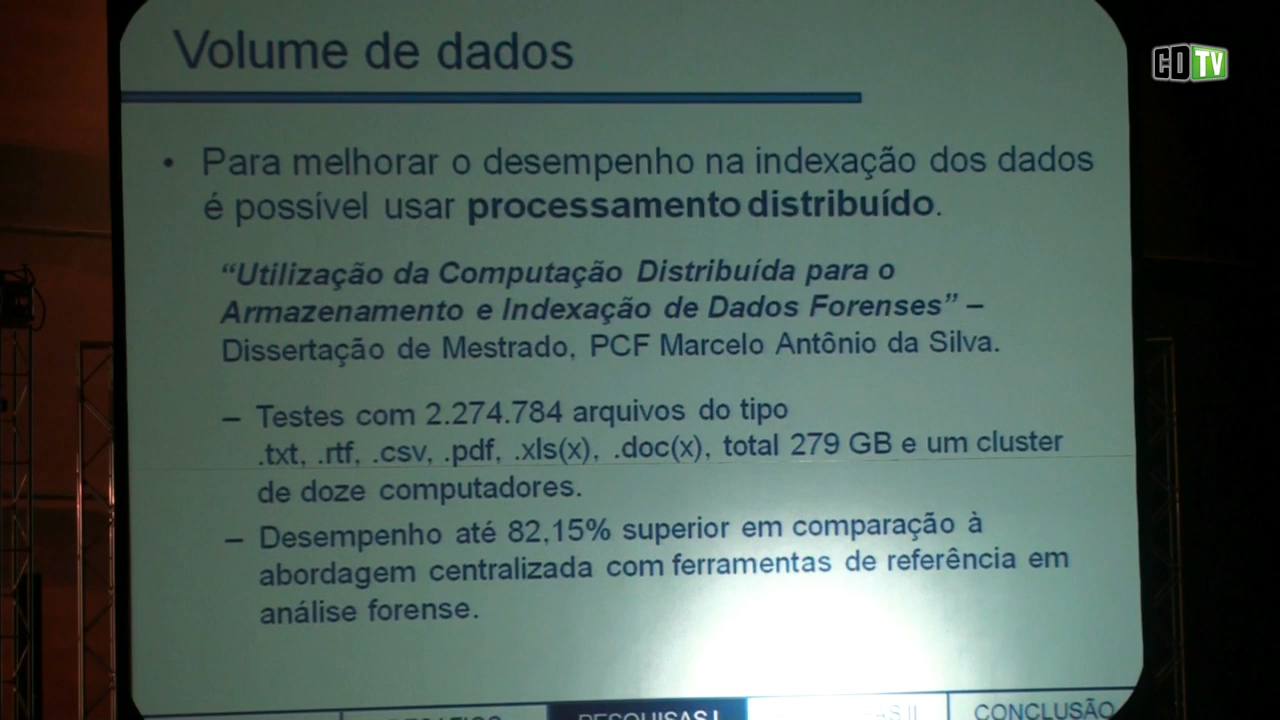 Volume de dados
CDTV
• Para melhorar o desempenho na indexação dos dados
é possível usar processamento distribuído.
“Utilização da Computação Distribuída para o
Armazenamento e Indexação de Dados Forenses” –
Dissertação de Mestrado, PCF Marcelo Antônio da Silva.
– Testes com 2.274.784 arquivos do tipo
.txt, .rtf, .csv, .pdf, .xls(x), .doc(x), total 279 GB e um cluster
de doze computadores.
– Desempenho até 82,15% superior em comparação à
abordagem centralizada com ferramentas de referência em
análise forense.
PESQUISAS I
CONCLUSÃO